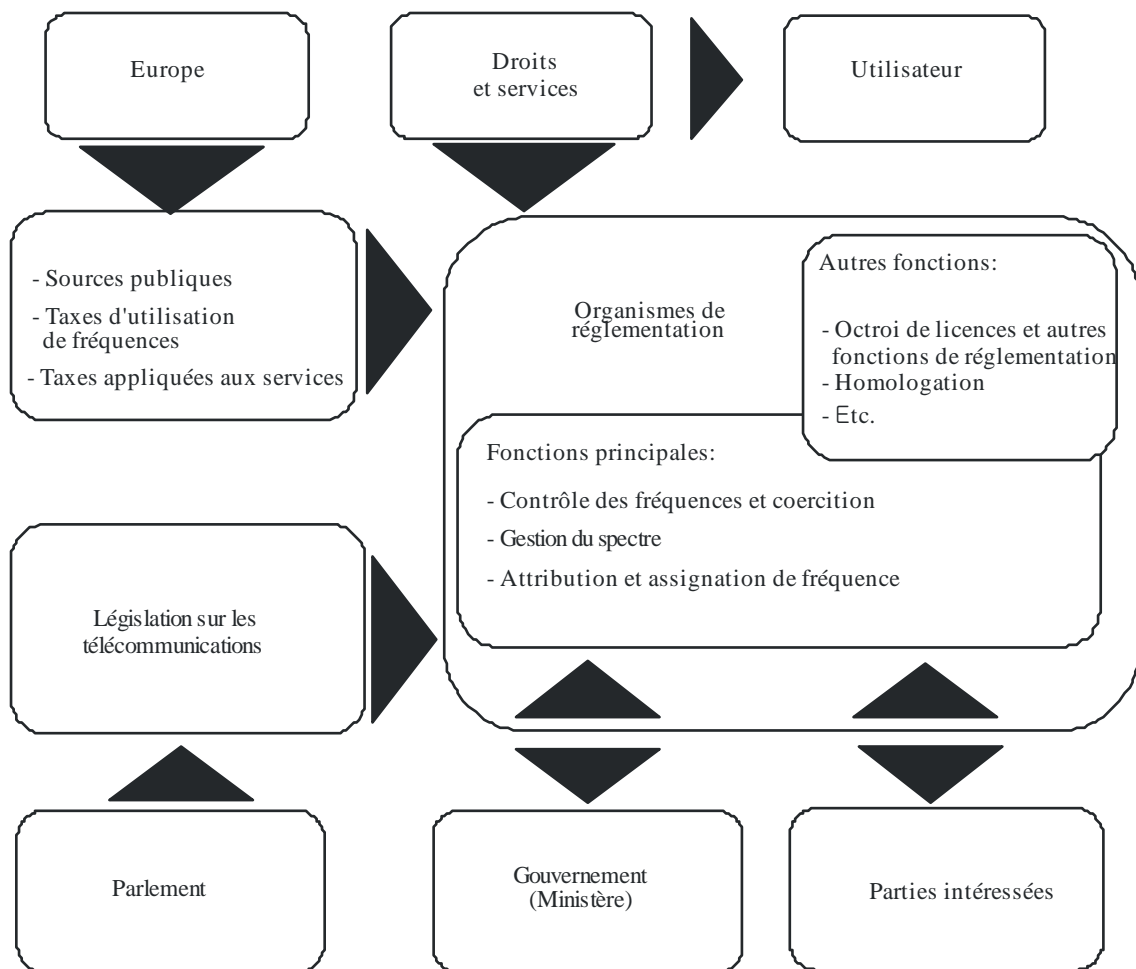 Europe
Droits
et services
Utilisateur
- Sources publiques
- Taxes d'utilisation
de fréquences
- Taxes appliquées aux services
Organismes de
réglementation
Autres fonctions:
- Octroi de licences et autres
fonctions de réglementation
- Homologation
- Etc.
Fonctions principales:
- Contrôle des fréquences et coercition
- Gestion du spectre
- Attribution et assignation de fréquence
Législation sur les
télécommunications
Parlement
Gouvernement
(Ministère)
Parties intéressées